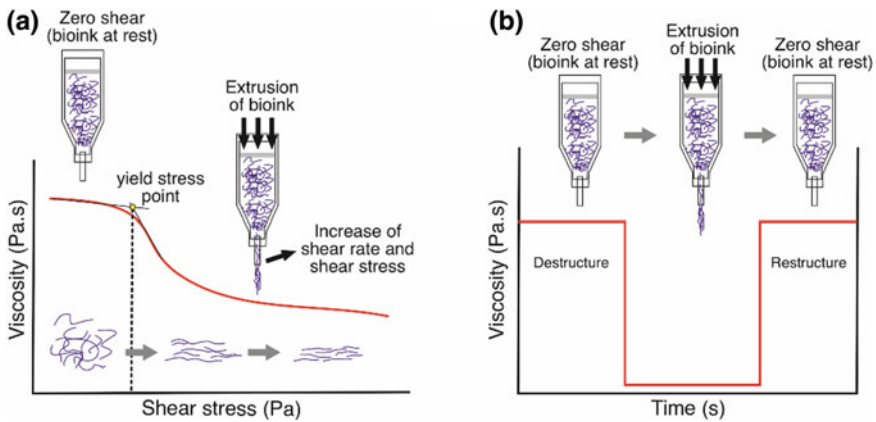 (a)
Zero shear
(bioink at rest)
Extrusion
of bioink
yield stress
point
Increase of
shear rate and
shear stress
Viscosity (Pa.s)
Shear stress (Pa)
(b)
Extrusion
of bioink
Zero shear
(bioink at rest)
Zero shear
(bioink at rest)
Viscosity (Pa.s)
Destructure
Restructure
Time (s)